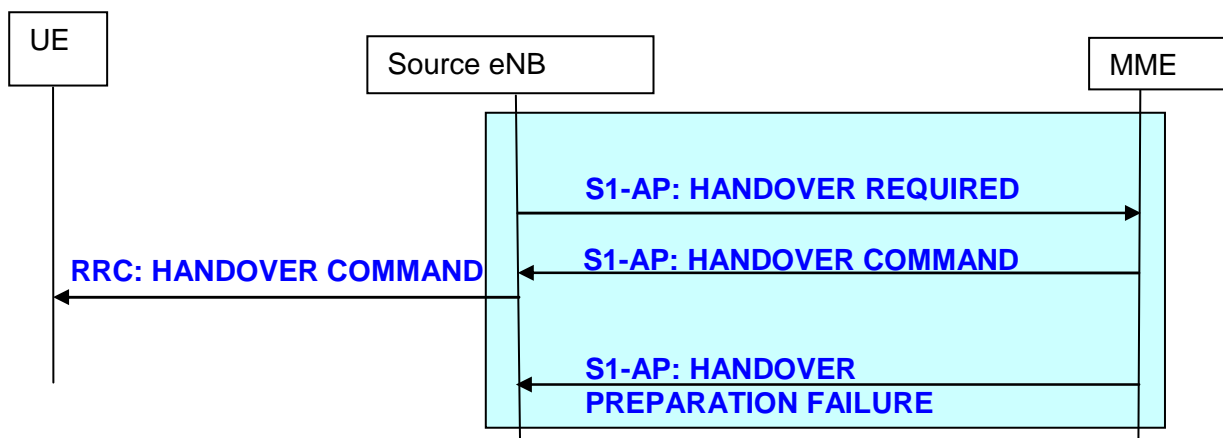 UE
Source eNB
MME
S1-AP: HANDOVER REQUIRED
S1-AP: HANDOVER COMMAND
RRC: HANDOVER COMMAND
S1-AP: HANDOVER
PREPARATION FAILURE